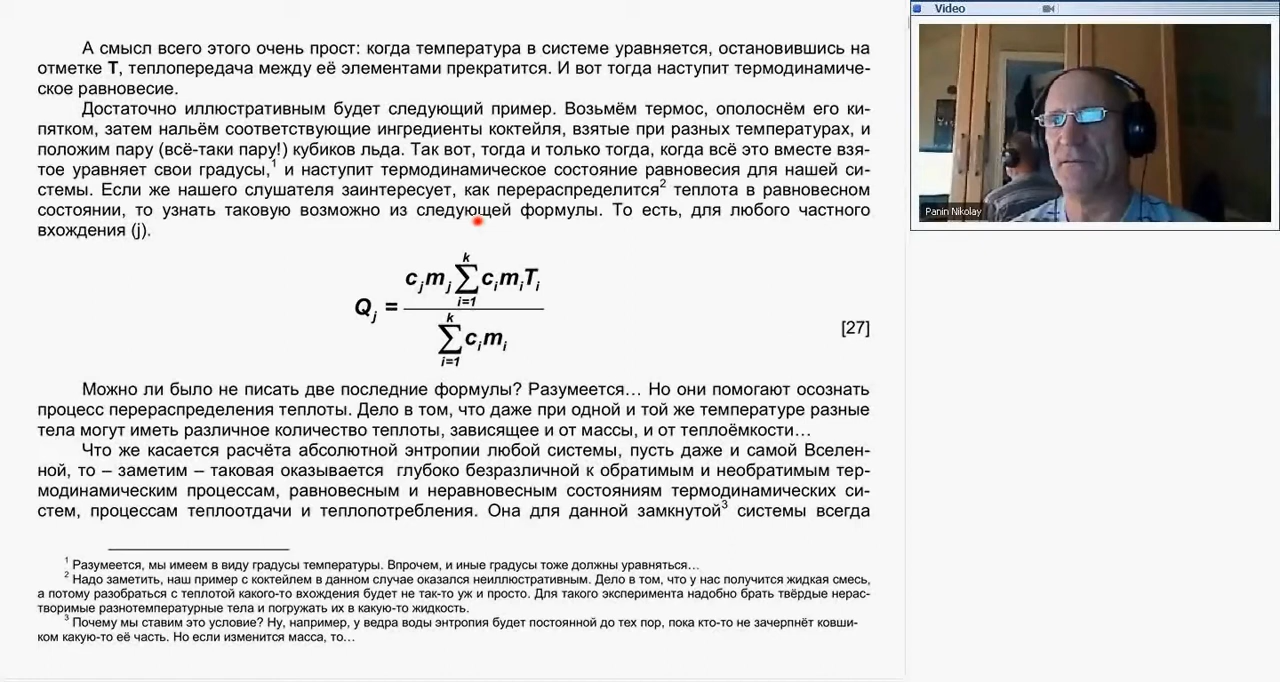 Video
А смысл всего этого очень прост: когда температура в системе уравняется, остановившись на
отметке T, теплопередача между её элементами прекратится. И вот тогда наступит термодинамиче-
ское равновесие.
Достаточно иллюстративным будет следующий пример. Возьмём термос, ополоснём его ки-
пятком, затем нальём соответствующие ингредиенты коктейля, взятые при разных температурах, и
положим пару (всё-таки пару!) кубиков льда. Так вот, тогда и только тогда, когда всё это вместе взя-
тое уравняет свои градусы,¹ и наступит термодинамическое состояние равновесия для нашей си-
стемы. Если же нашего слушателя заинтересует, как перераспределится² теплота в равновесном
состоянии, то узнать таковую возможно из следующей формулы. То есть, для любого частного
вхождения (j).
Panin Nikolay
Q_j = \frac{c_j m_j \sum_{i=1}^{k} c_i m_i T_i}{\sum_{i=1}^{k} c_i m_i}
[27]
Можно ли было не писать две последние формулы? Разумеется… Но они помогают осознать
процесс перераспределения теплоты. Дело в том, что даже при одной и той же температуре разные
тела могут иметь различное количество теплоты, зависящее и от массы, и от теплоёмкости…
Что же касается расчёта абсолютной энтропии любой системы, пусть даже и самой Вселен-
ной, то – заметим – таковая оказывается глубоко безразличной к обратимым и необратимым тер-
модинамическим процессам, равновесным и неравновесным состояниям термодинамических си-
стем, процессам теплоотдачи и теплопотребления. Она для данной замкнутой³ системы всегда
¹ Разумеется, мы имеем в виду градусы температуры. Впрочем, и иные градусы тоже должны уравняться…
² Надо заметить, наш пример с коктейлем в данном случае оказался неиллюстративным. Дело в том, что у нас получится жидкая смесь,
а потому разобраться с теплотой какого-то вхождения будет не так-то уж и просто. Для такого эксперимента надобно брать твёрдые нерас-
творимые разнотемпературные тела и погружать их в какую-то жидкость.
³ Почему мы ставим это условие? Ну, например, у ведра воды энтропия будет постоянной до тех пор, пока кто-то не зачерпнёт ковши-
ком какую-то её часть. Но если изменится масса, то…